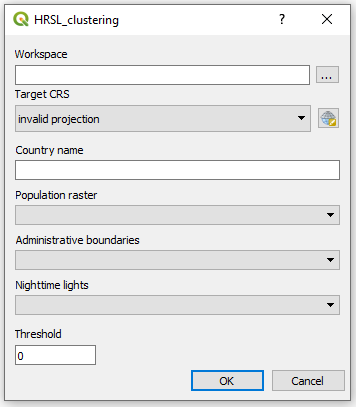 HRSL_clustering ? ×
Workspace
...
Target CRS
invalid projection
Country name
Population raster
Administrative boundaries
Nighttime lights
Threshold
0
OK Cancel